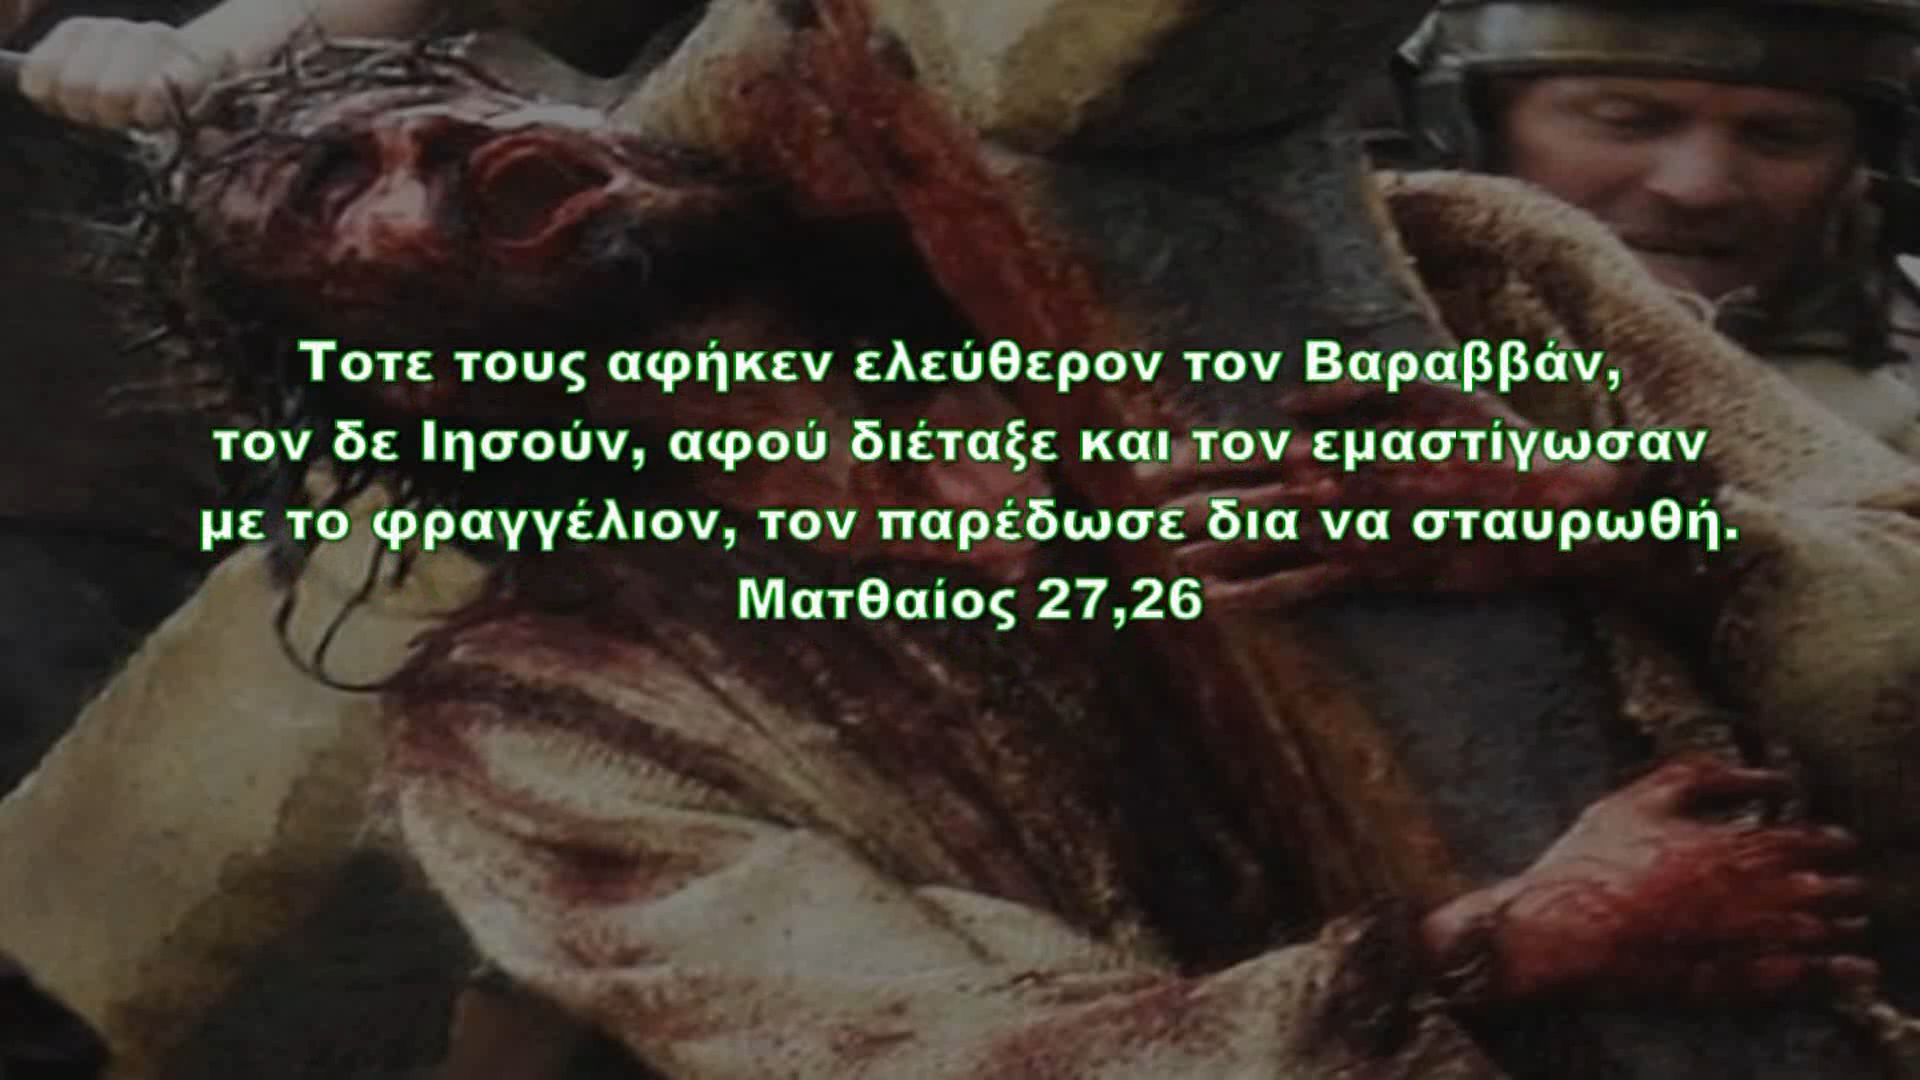 Τοτε τους αφήκεν ελεύθερον τον Βαραββάν,
τον δε Ιησούν, αφού διέταξε και τον εμαστίγωσαν
με το φραγγέλιον, τον παρέδωσε δια να σταυρωθή.
Ματθαίος 27,26